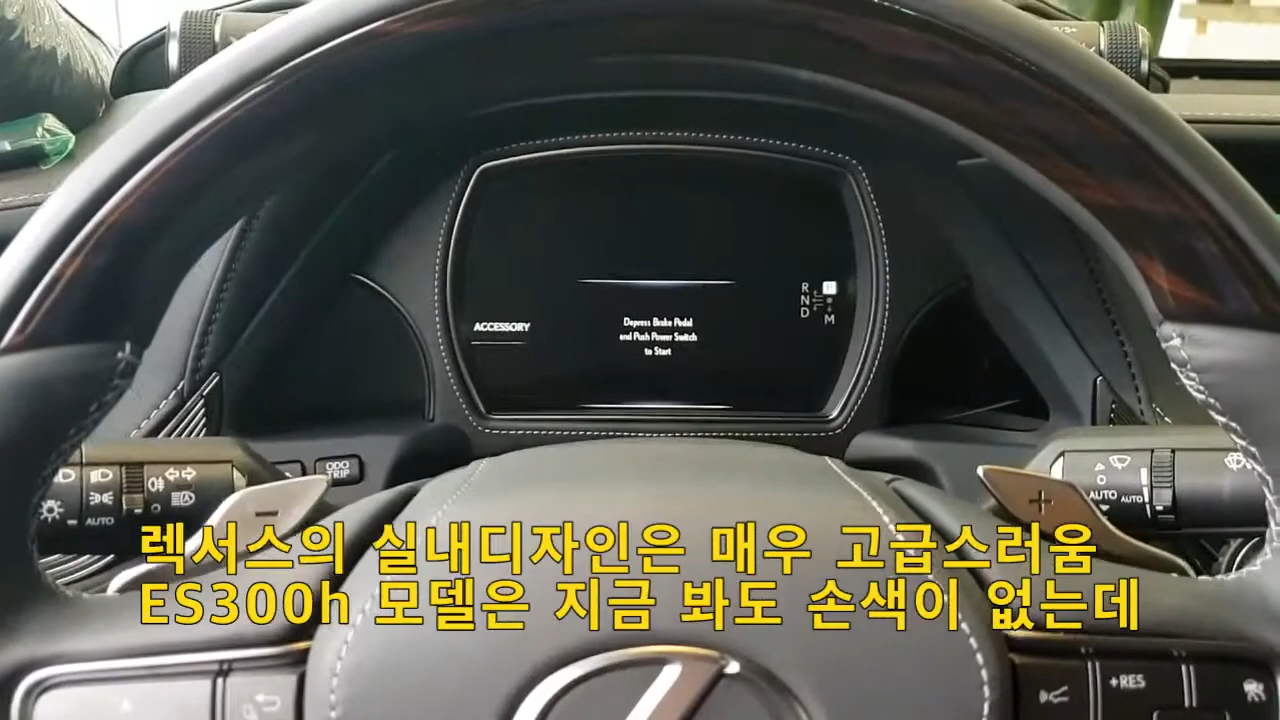 R P
N
D M
ACCESSORY
Depress Brake Pedal
and Push Power Switch
to Start
ODO
TRIP
AUTO
−
+
AUTO AUTO
렉서스의 실내디자인은 매우 고급스러움
ES300h 모델은 지금 봐도 손색이 없는데
+RES